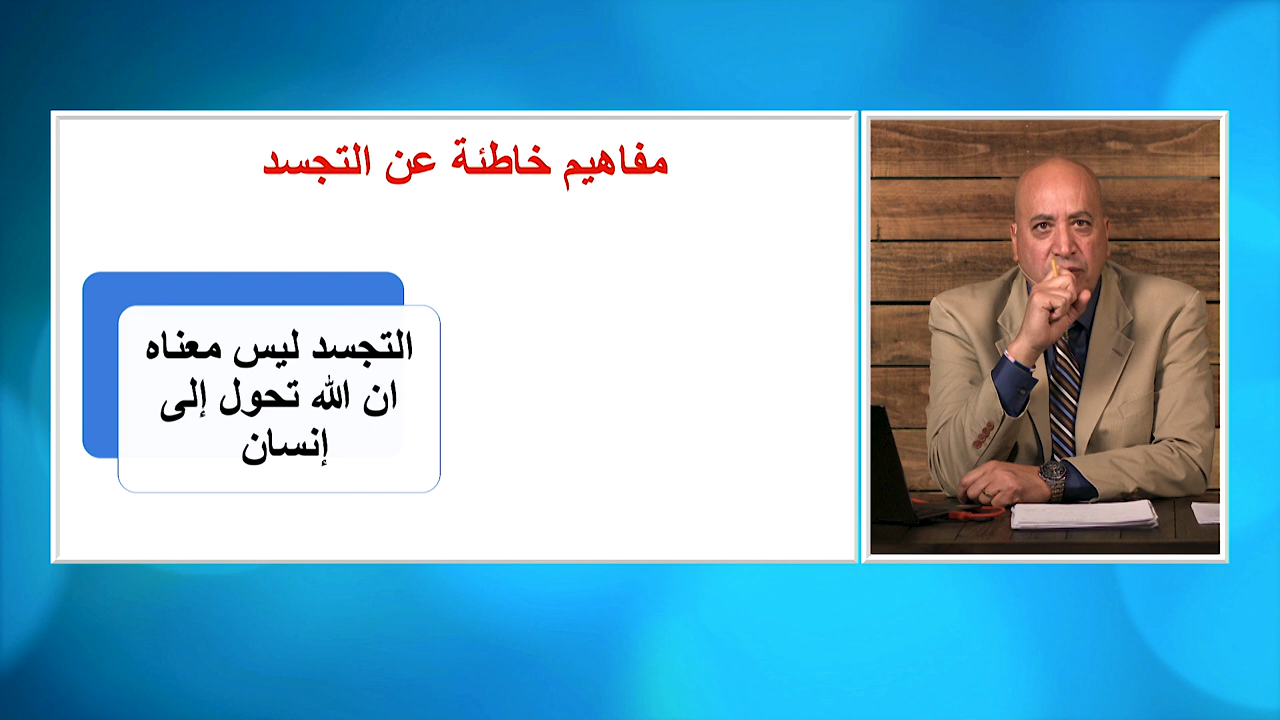 مفاهيم خاطئة عن التجسد
التجسد ليس معناه
ان الله تحول إلى
إنسان